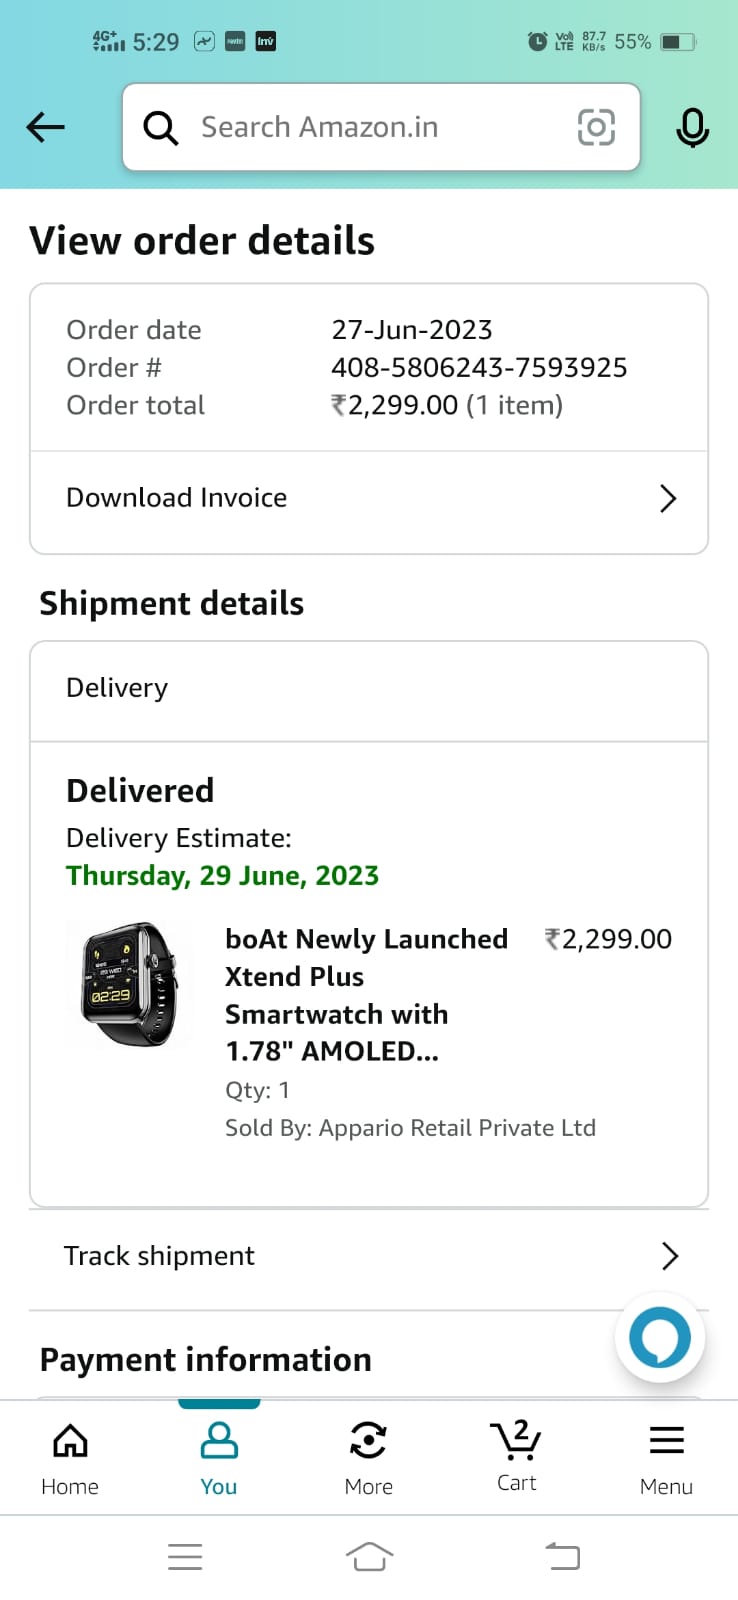 4G+ 5:29 Paytm inv Vo) LTE 87.7 KB/s 55%
Search Amazon.in
View order details
Order date 27-Jun-2023
Order # 408-5806243-7593925
Order total ₹2,299.00 (1 item)
Download Invoice
Shipment details
Delivery
Delivered
Delivery Estimate:
Thursday, 29 June, 2023
boAt Newly Launched ₹2,299.00
Xtend Plus
Smartwatch with
1.78" AMOLED...
Qty: 1
Sold By: Appario Retail Private Ltd
02:29
Track shipment
Payment information
2
Home You More Cart Menu